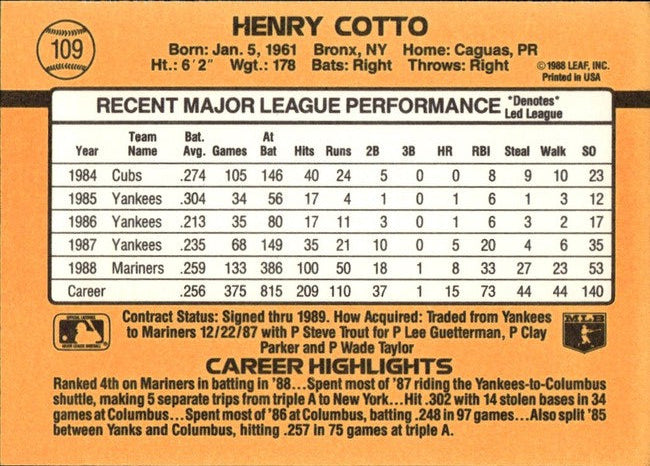 109
HENRY COTTO
Born: Jan. 5, 1961 Bronx, NY Home: Caguas, PR
Ht.: 6'2" Wgt.: 178 Bats: Right Throws: Right
©1988 LEAF, INC.
Printed in USA
RECENT MAJOR LEAGUE PERFORMANCE *Denotes* Led League
Year Team Name Bat. Avg. Games At Bat Hits Runs 2B 3B HR RBI Steal Walk SO
1984 Cubs .274 105 146 40 24 5 0 0 8 9 10 23
1985 Yankees .304 34 56 17 4 1 0 1 6 1 3 12
1986 Yankees .213 35 80 17 11 3 0 1 6 3 2 17
1987 Yankees .235 68 149 35 21 10 0 5 20 4 6 35
1988 Mariners .259 133 386 100 50 18 1 8 33 27 23 53
Career .256 375 815 209 110 37 1 15 73 44 44 140
Contract Status: Signed thru 1989. How Acquired: Traded from Yankees
to Mariners 12/22/87 with P Steve Trout for P Lee Guetterman, P Clay
Parker and P Wade Taylor
MLB
CAREER HIGHLIGHTS
Ranked 4th on Mariners in batting in '88...Spent most of '87 riding the Yankees-to-Columbus
shuttle, making 5 separate trips from triple A to New York...Hit .302 with 14 stolen bases in 34
games at Columbus...Spent most of '86 at Columbus, batting .248 in 97 games...Also split '85
between Yanks and Columbus, hitting .257 in 75 games at triple A.